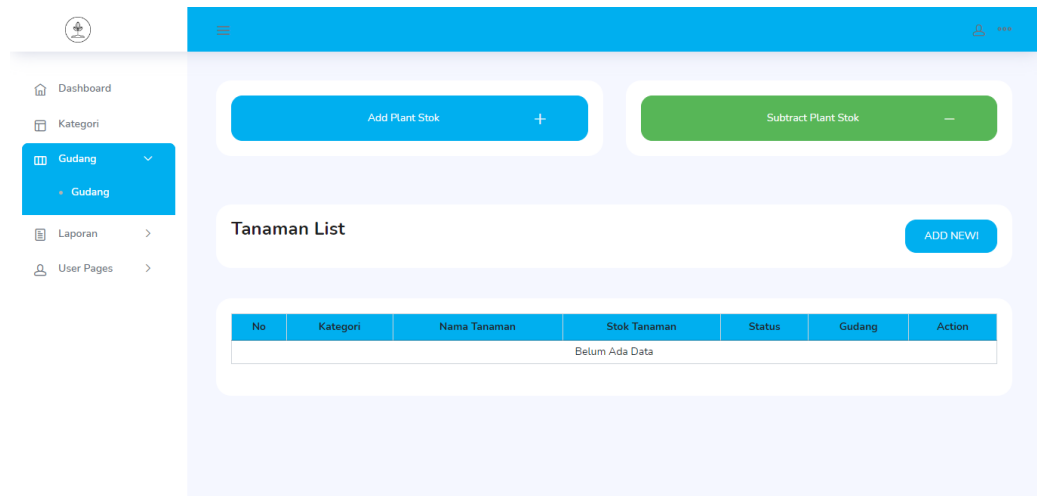 Dashboard
Kategori
Gudang
Gudang
Laporan
User Pages
Add Plant Stok +
Subtract Plant Stok −
Tanaman List
ADD NEW!
No Kategori Nama Tanaman Stok Tanaman Status Gudang Action
Belum Ada Data